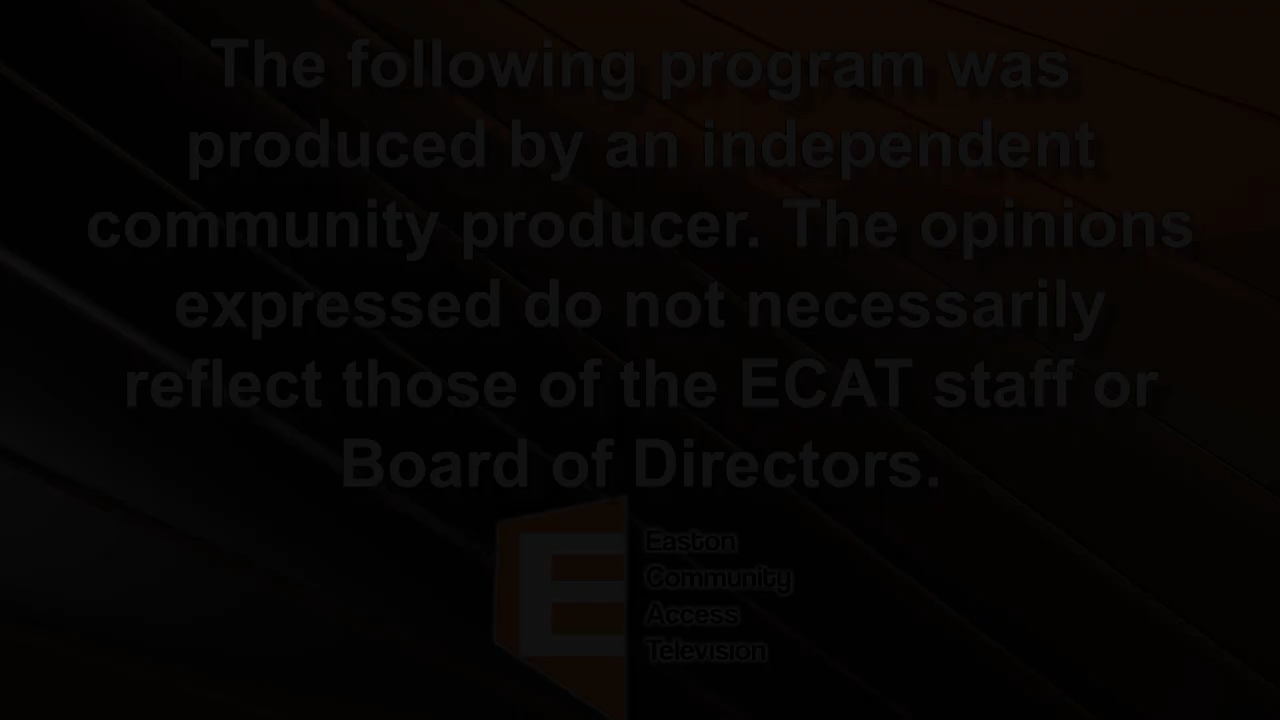 The following program was
produced by an independent
community producer. The opinions
expressed do not necessarily
reflect those of the ECAT staff or
Board of Directors.
E
Easton
Community
Access
Television